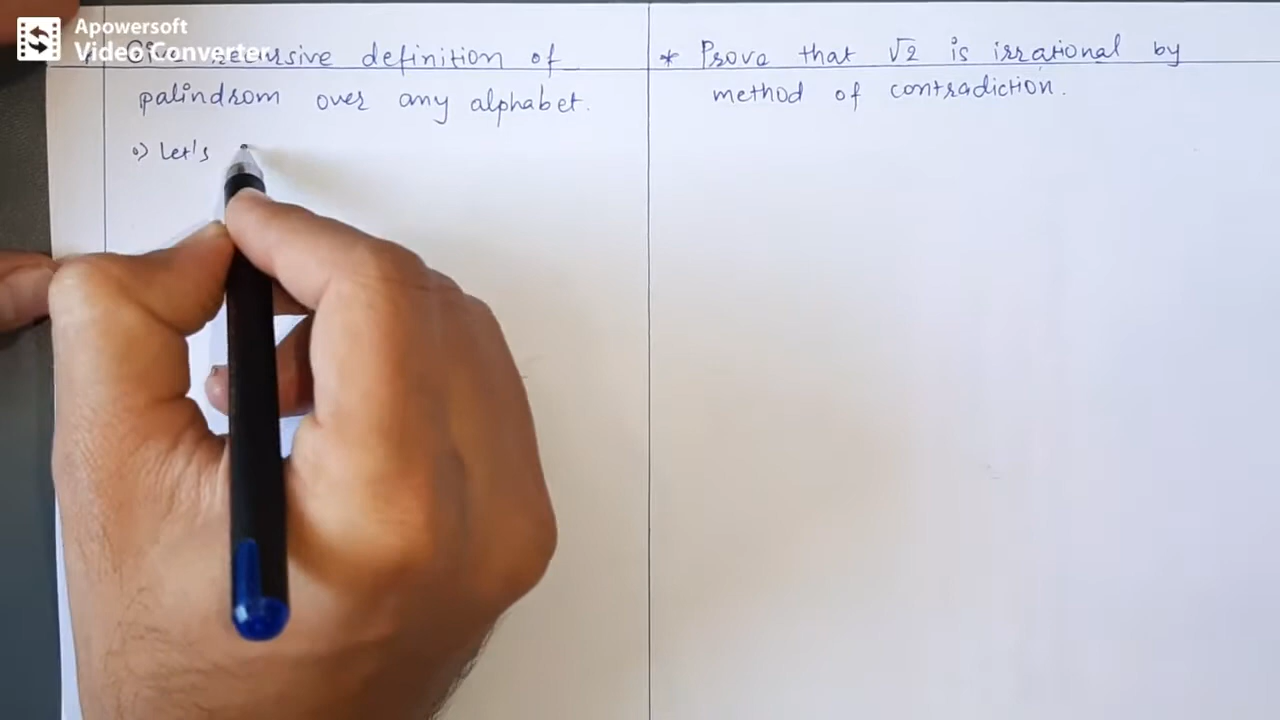 Apowersoft
Video Converter
* Give recursive definition of
palindrom over any alphabet.
o) Let's
* Prove that √2 is irrational by
method of contradiction.